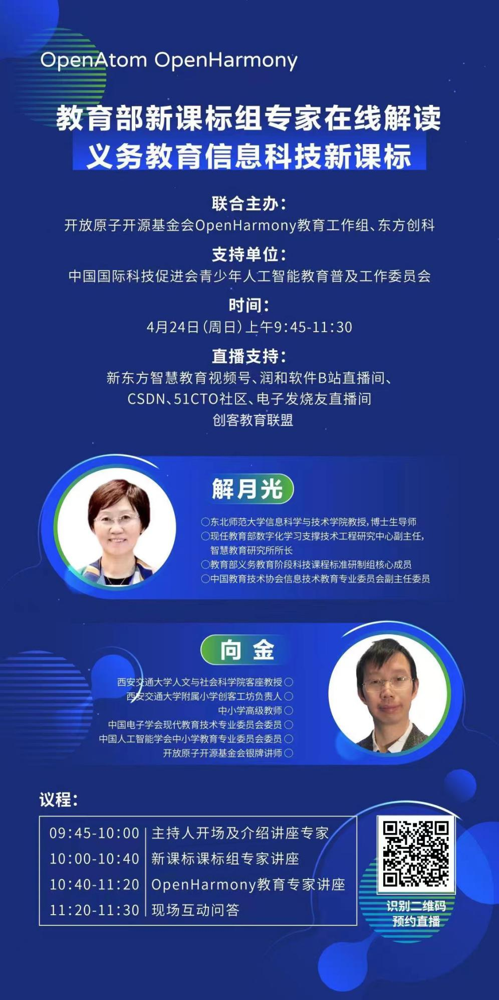 OpenAtom OpenHarmony
教育部新课标组专家在线解读
义务教育信息科技新课标
联合主办：
开放原子开源基金会OpenHarmony教育工作组、东方创科
支持单位：
中国国际科技促进会青少年人工智能教育普及工作委员会
时间：
4月24日（周日）上午9:45-11:30
直播支持：
新东方智慧教育视频号、润和软件B站直播间、
CSDN、51CTO社区、电子发烧友直播间
创客教育联盟
解月光
○东北师范大学信息科学与技术学院教授，博士生导师
○现任教育部数字化学习支撑技术工程研究中心副主任，
智慧教育研究所所长
○教育部义务教育阶段科技课程标准研制组核心成员
○中国教育技术协会信息技术教育专业委员会副主任委员
向金
西安交通大学人文与社会科学院客座教授○
西安交通大学附属小学创客工坊负责人○
中小学高级教师○
中国电子学会现代教育技术专业委员会委员○
中国人工智能学会中小学教育专业委员会委员○
开放原子开源基金会银牌讲师○
议程：
09:45-10:00 主持人开场及介绍讲座专家
10:00-10:40 新课标课标组专家讲座
10:40-11:20 OpenHarmony教育专家讲座
11:20-11:30 现场互动问答
识别二维码
预约直播